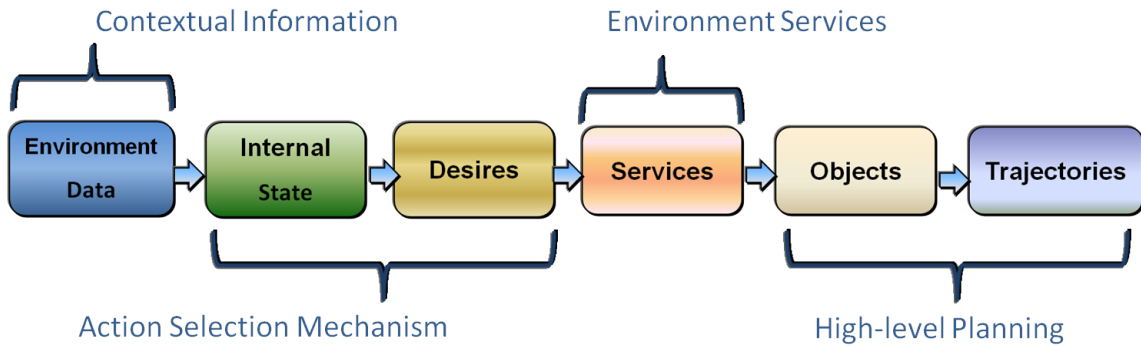 Contextual Information
Environment Services
Environment
Data
Internal
State
Desires
Services
Objects
Trajectories
Action Selection Mechanism
High-level Planning